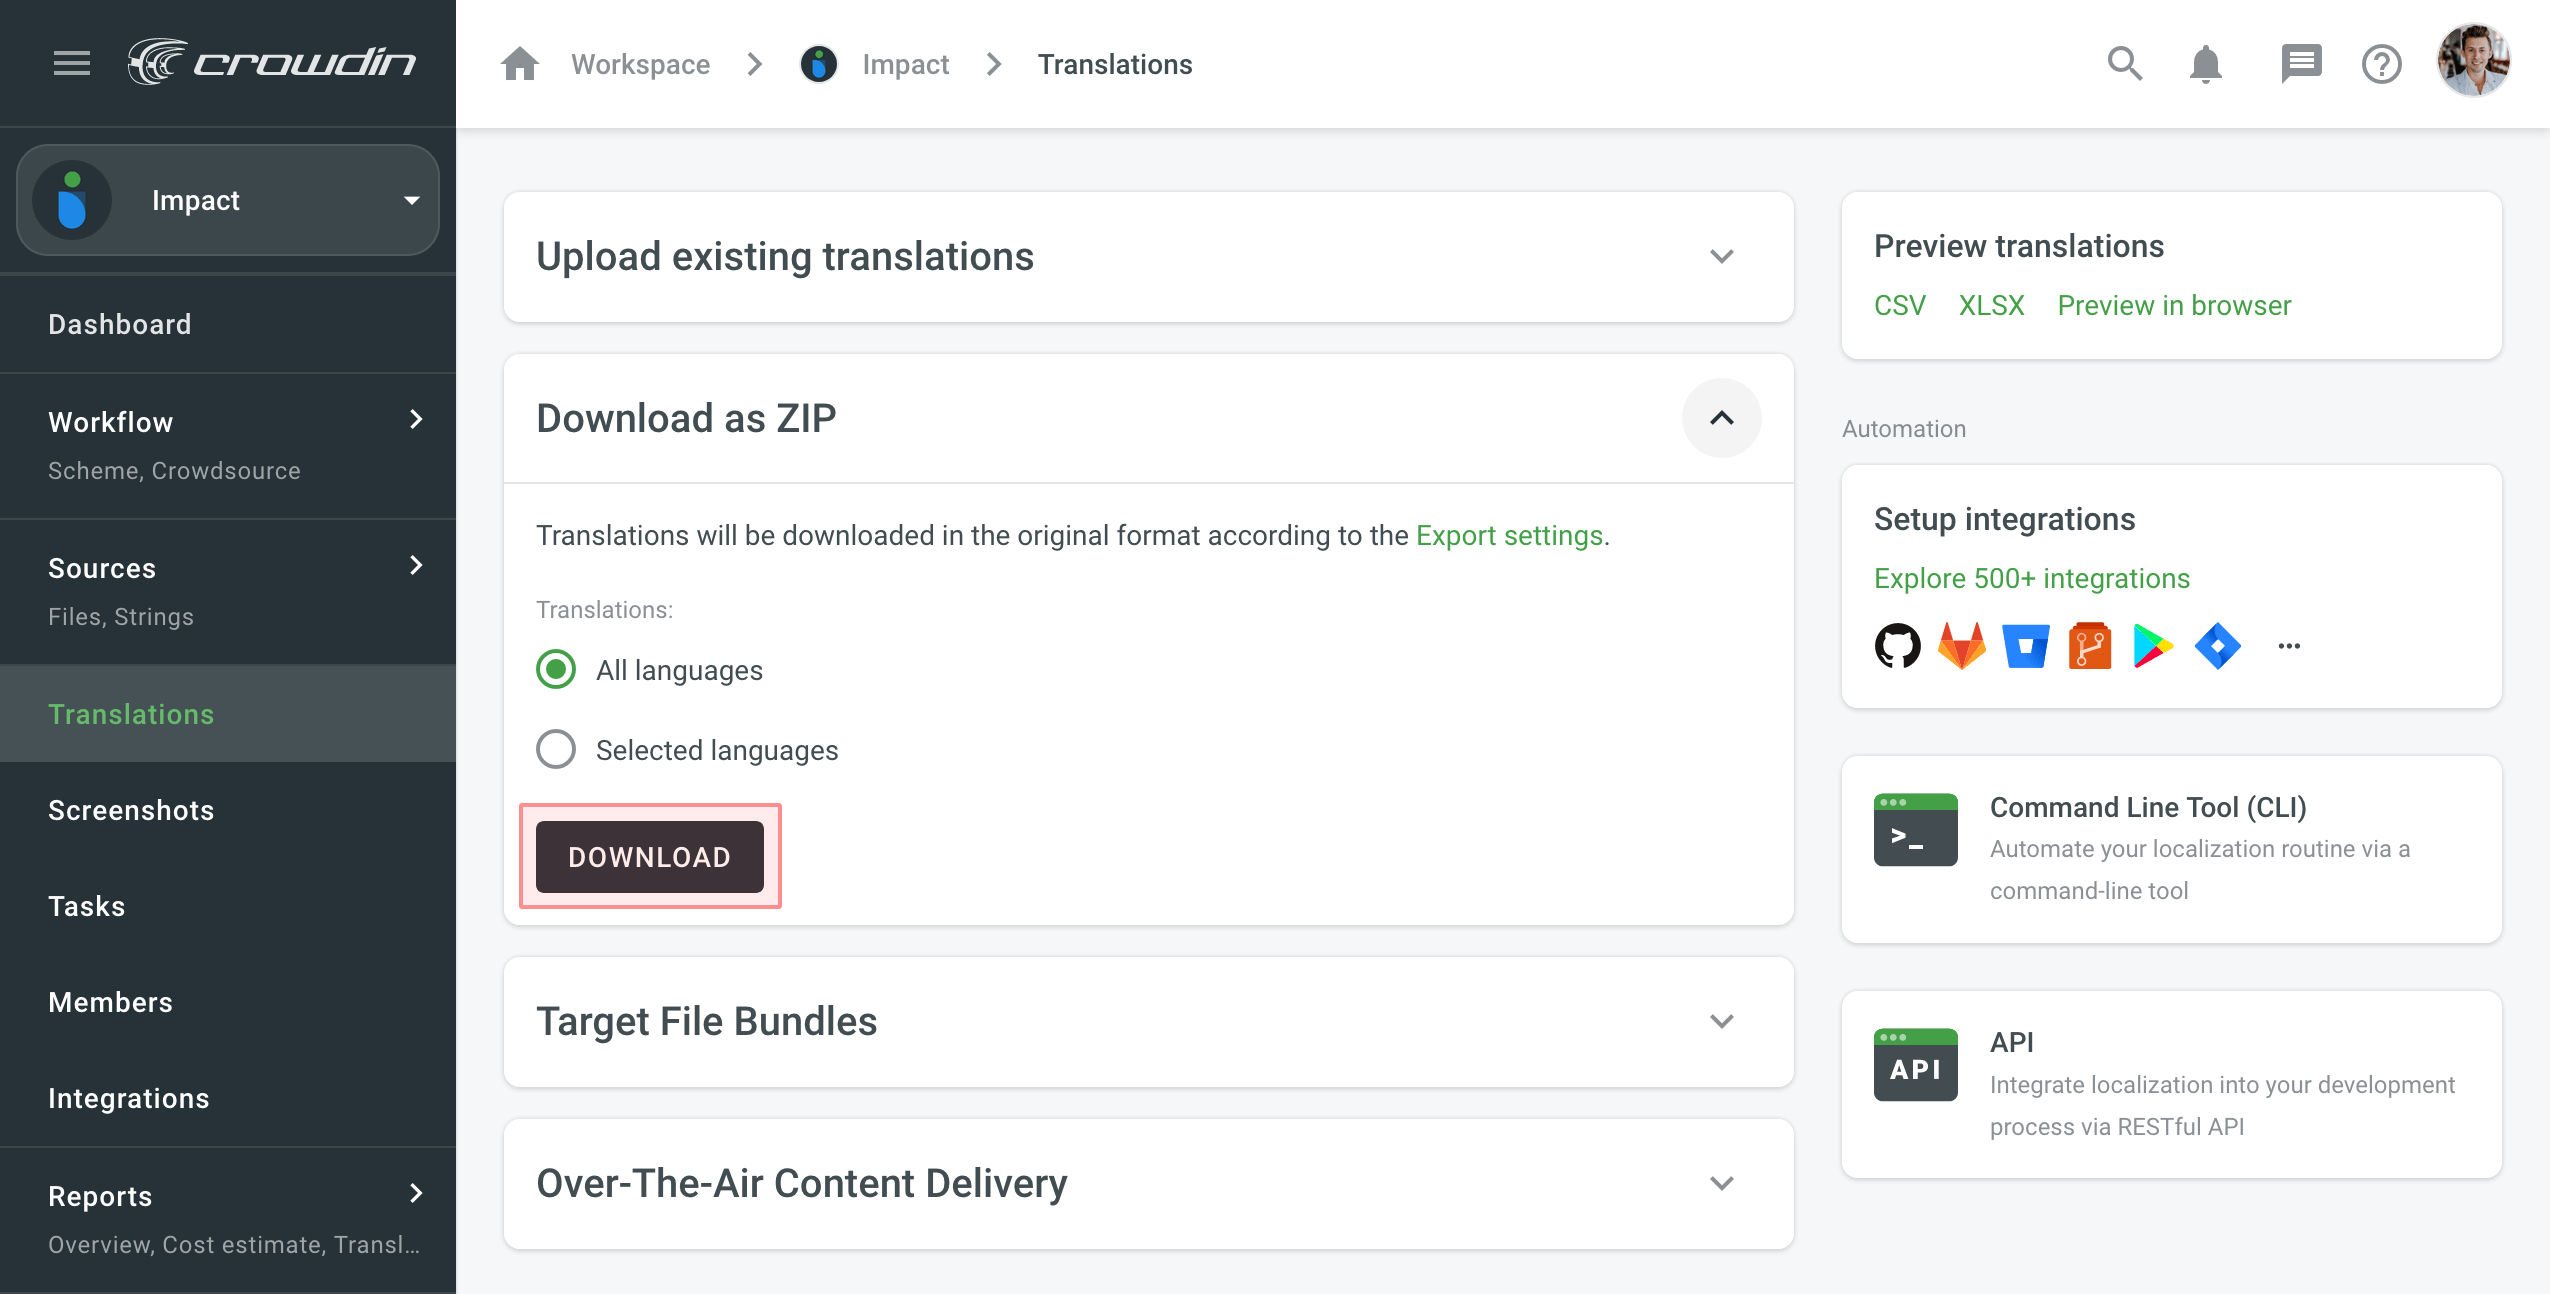 crowdin
Workspace
Impact
Translations
Impact
Dashboard
Workflow
Scheme, Crowdsource
Sources
Files, Strings
Translations
Screenshots
Tasks
Members
Integrations
Reports
Overview, Cost estimate, Transl...
Upload existing translations
Download as ZIP
Translations will be downloaded in the original format according to the Export settings.
Translations:
All languages
Selected languages
DOWNLOAD
Target File Bundles
Over-The-Air Content Delivery
Preview translations
CSV XLSX Preview in browser
Automation
Setup integrations
Explore 500+ integrations
>_
Command Line Tool (CLI)
Automate your localization routine via a
command-line tool
API
API
Integrate localization into your development
process via RESTful API